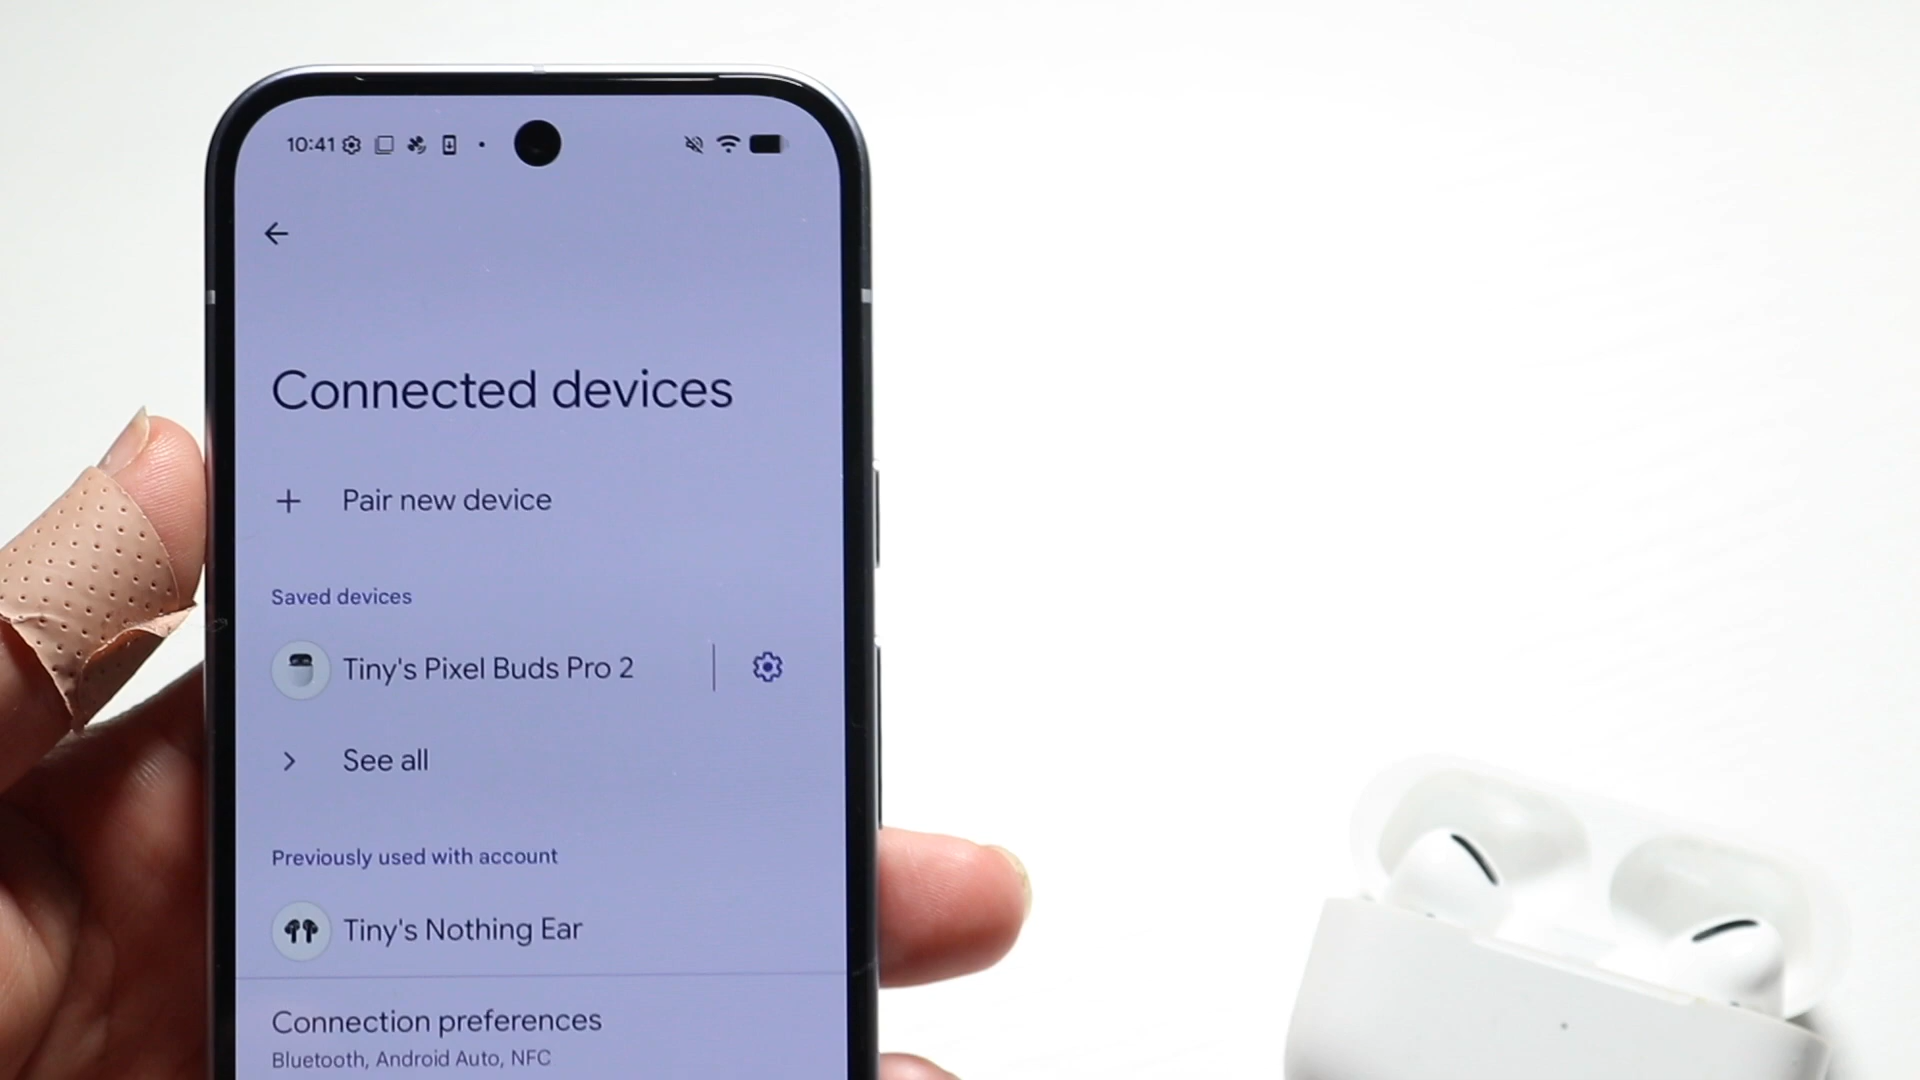 10:41
Connected devices
Pair new device
Saved devices
Tiny's Pixel Buds Pro 2
See all
Previously used with account
Tiny's Nothing Ear
Connection preferences
Bluetooth, Android Auto, NFC